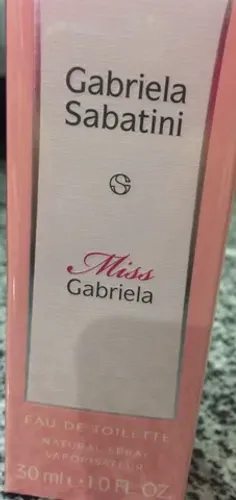 Gabriela
Sabatini
S
Miss
Gabriela
EAU DE TOILETTE
NATURAL SPRAY
VAPORISATEUR
30 ml e 1.0 FL.OZ.